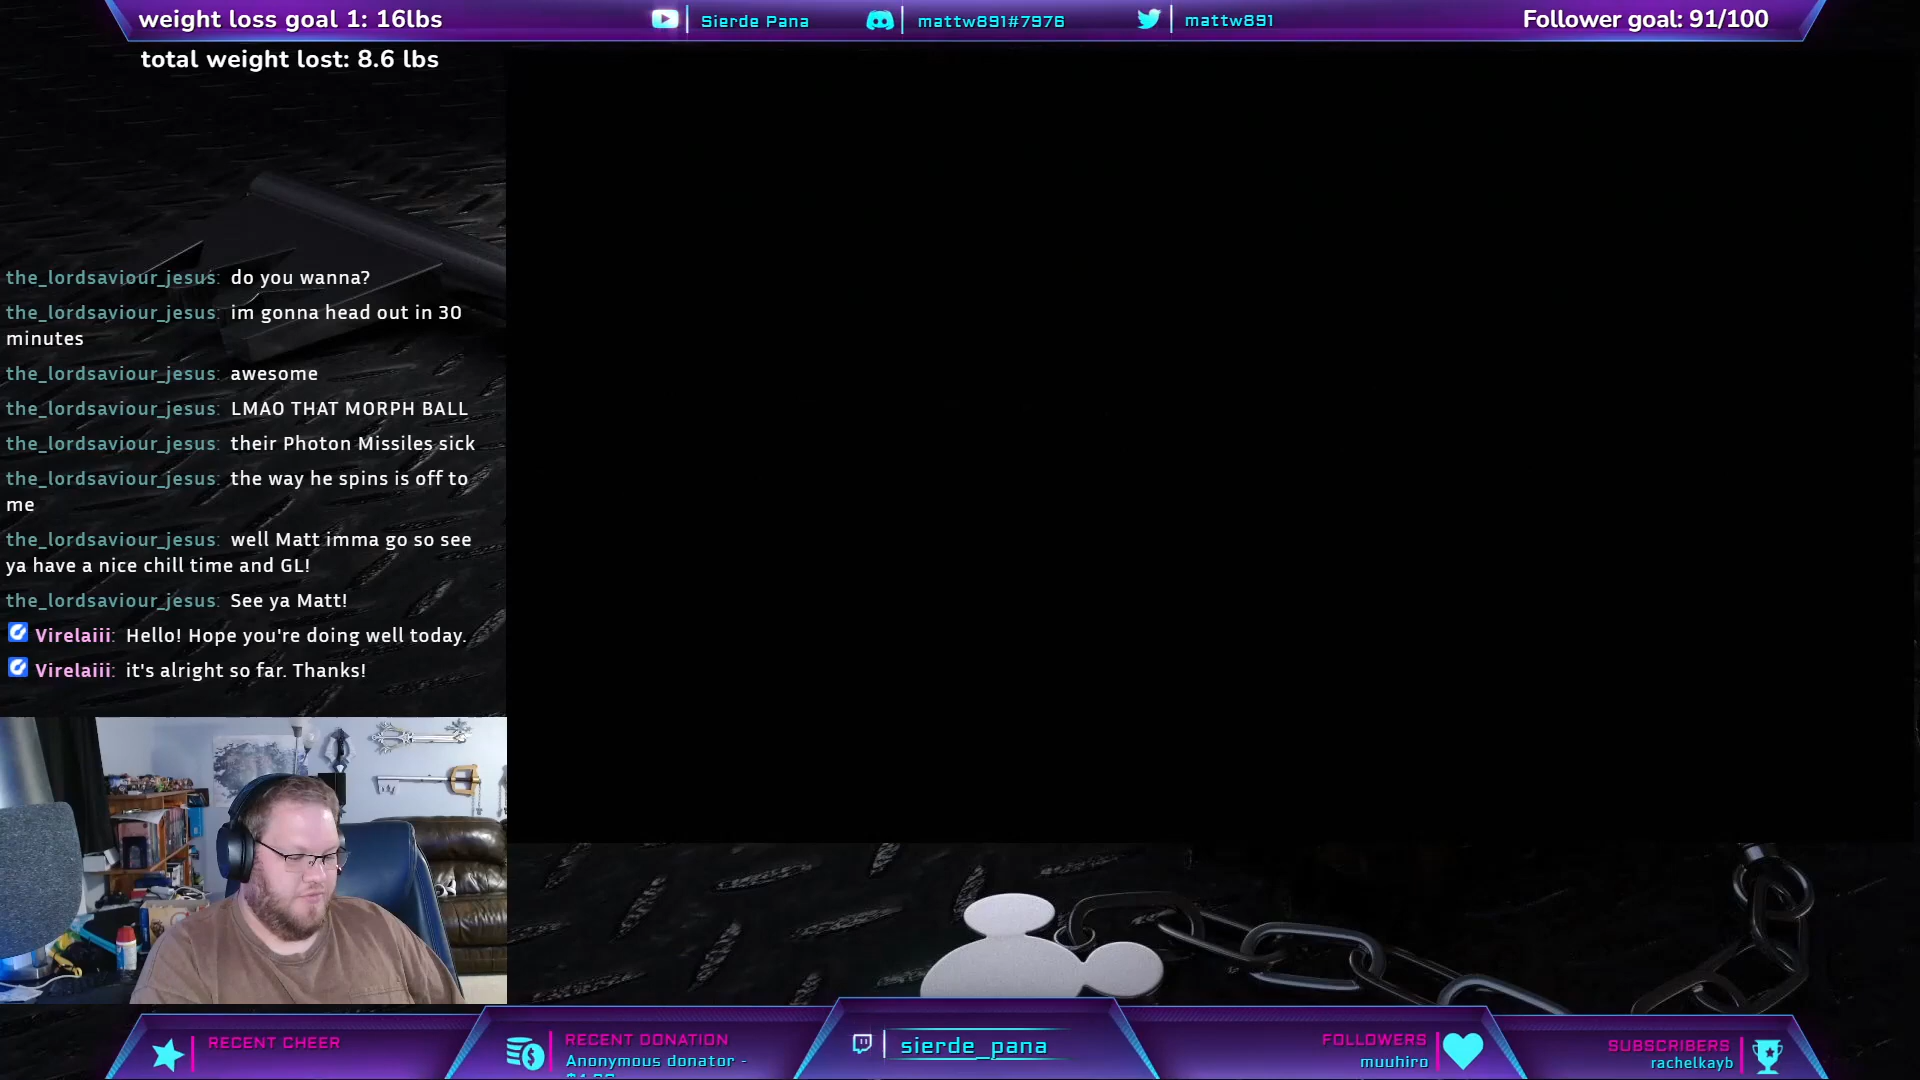 weight loss goal 1: 16lbs
Sierde Pana
mattw891#7976
mattw891
Follower goal: 91/100
total weight lost: 8.6 lbs
the_lordsaviour_jesus: do you wanna?
the_lordsaviour_jesus: im gonna head out in 30
minutes
the_lordsaviour_jesus: awesome
the_lordsaviour_jesus: LMAO THAT MORPH BALL
the_lordsaviour_jesus: their Photon Missiles sick
the_lordsaviour_jesus: the way he spins is off to
me
the_lordsaviour_jesus: well Matt imma go so see
ya have a nice chill time and GL!
the_lordsaviour_jesus: See ya Matt!
Virelaiii: Hello! Hope you're doing well today.
Virelaiii: it's alright so far. Thanks!
RECENT CHEER
RECENT DONATION
Anonymous donator -
sierde_pana
FOLLOWERS
muuhiro
SUBSCRIBERS
rachelkayb